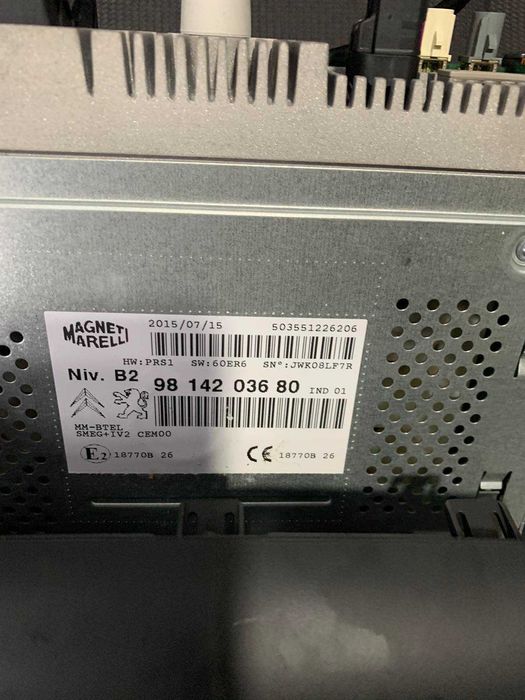 MAGNETI
MARELLI
2015/07/15 503551226206
HW:PRS1 SW:60ER6 SN°:JWK08LF7R
Niv. B2 98 142 036 80 IND 01
MM-BTEL
SMEG+IV2 CEM00
E2 18770B 26 CE 18770B 26